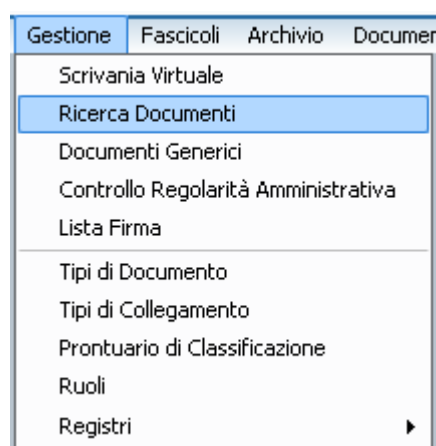 Gestione Fascicoli Archivio Documen
Scrivania Virtuale
Ricerca Documenti
Documenti Generici
Controllo Regolarità Amministrativa
Lista Firma
Tipi di Documento
Tipi di Collegamento
Prontuario di Classificazione
Ruoli
Registri